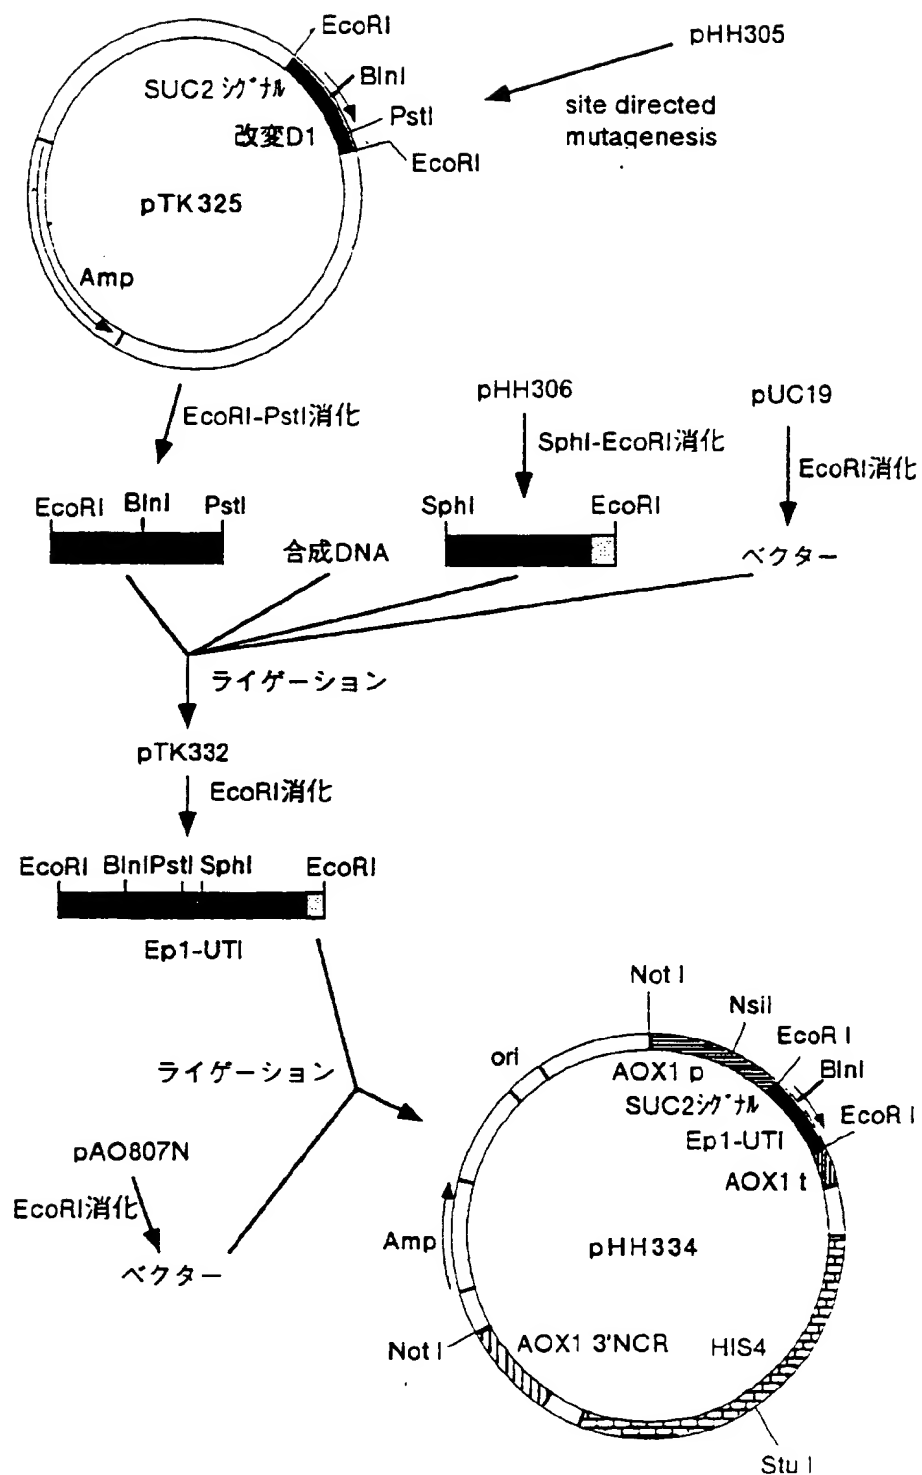 EcoRI
pHH305
BlnI
SUC2 シグナル
PstI
site directed
mutagenesis
改変D1
EcoRI
pTK325
Amp
EcoRI-PstI消化
pHH306
pUC19
SphI-EcoRI消化
EcoRI消化
EcoRI BlnI PstI
SphI EcoRI
合成DNA
ベクター
ライゲーション
pTK332
EcoRI消化
EcoRI BlnI PstI SphI EcoRI
Ep1-UTI
Not I
NsiI
EcoR I
BlnI
ori
AOX1 p
ライゲーション
SUC2シグナル
EcoR I
Ep1-UTI
pAO807N
AOX1 t
EcoRI消化
Amp
pHH334
ベクター
Not I
AOX1 3'NCR
HIS4
Stu I